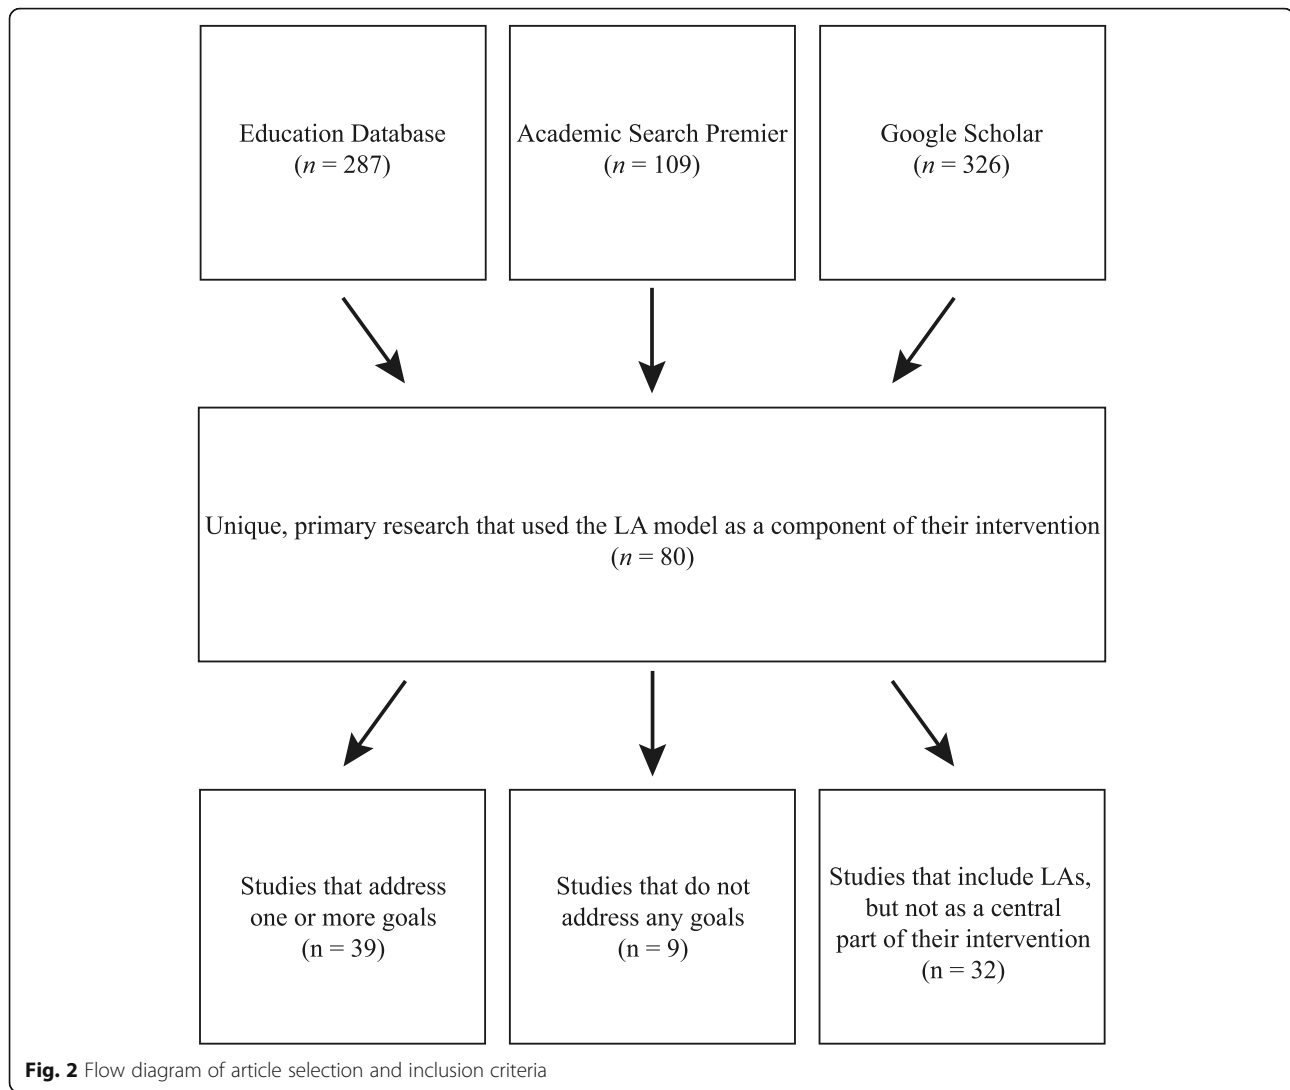 Education Database
(n = 287)
Academic Search Premier
(n = 109)
Google Scholar
(n = 326)
Unique, primary research that used the LA model as a component of their intervention
(n = 80)
Studies that address
one or more goals
(n = 39)
Studies that do not
address any goals
(n = 9)
Studies that include LAs,
but not as a central
part of their intervention
(n = 32)
Fig. 2 Flow diagram of article selection and inclusion criteria